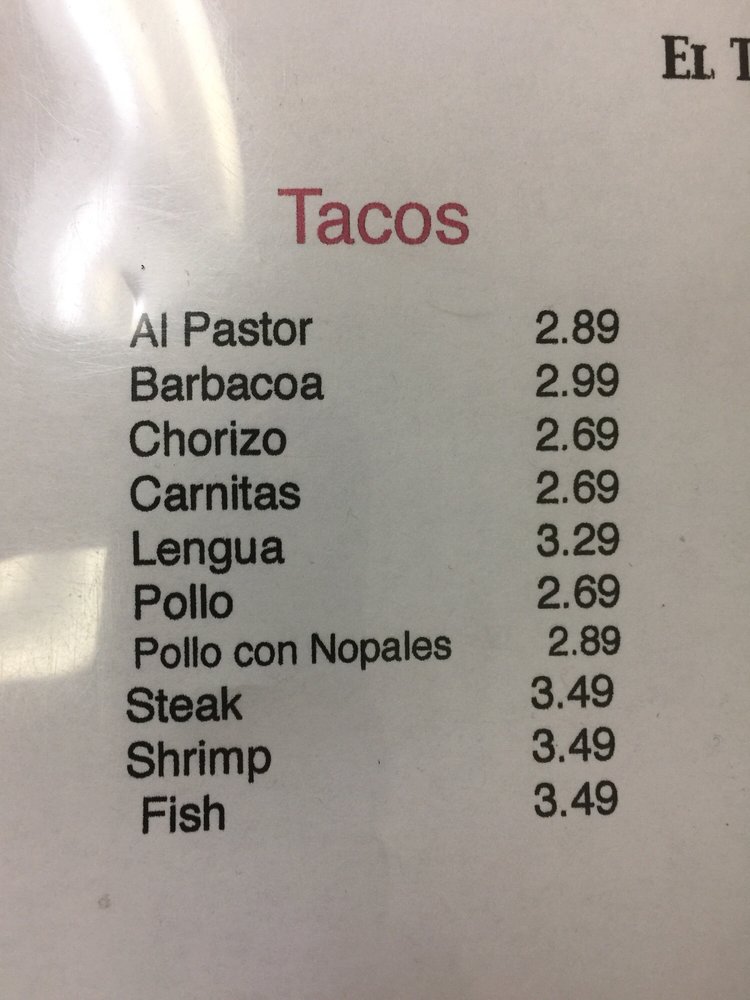 EL T
Tacos
Al Pastor 2.89
Barbacoa 2.99
Chorizo 2.69
Carnitas 2.69
Lengua 3.29
Pollo 2.69
Pollo con Nopales 2.89
Steak 3.49
Shrimp 3.49
Fish 3.49